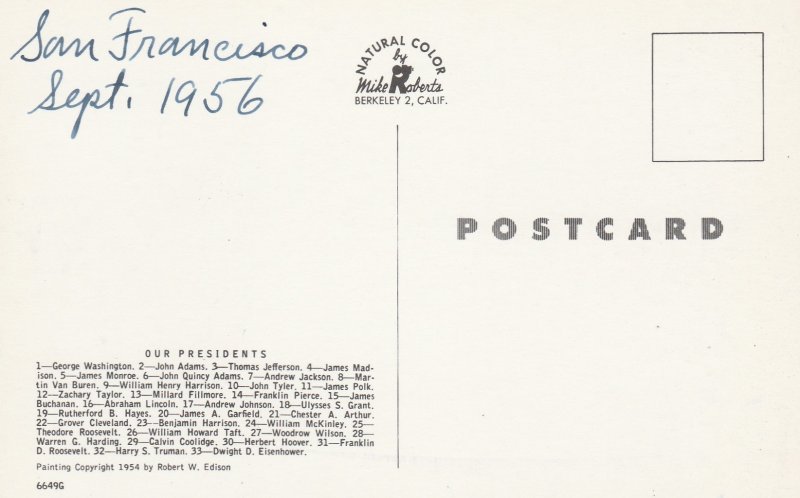 San Francisco
Sept. 1956
NATURAL COLOR
by
Mike Roberts
BERKELEY 2, CALIF.
POSTCARD
OUR PRESIDENTS
1—George Washington. 2—John Adams. 3—Thomas Jefferson. 4—James Mad-
ison. 5—James Monroe. 6—John Quincy Adams. 7—Andrew Jackson. 8—Mar-
tin Van Buren. 9—William Henry Harrison. 10—John Tyler. 11—James Polk.
12—Zachary Taylor. 13—Millard Fillmore. 14—Franklin Pierce. 15—James
Buchanan. 16—Abraham Lincoln. 17—Andrew Johnson. 18—Ulysses S. Grant.
19—Rutherford B. Hayes. 20—James A. Garfield. 21—Chester A. Arthur.
22—Grover Cleveland. 23—Benjamin Harrison. 24—William McKinley. 25—
Theodore Roosevelt. 26—William Howard Taft. 27—Woodrow Wilson. 28—
Warren G. Harding. 29—Calvin Coolidge. 30—Herbert Hoover. 31—Franklin
D. Roosevelt. 32—Harry S. Truman. 33—Dwight D. Eisenhower.
Painting Copyright 1954 by Robert W. Edison
6649G